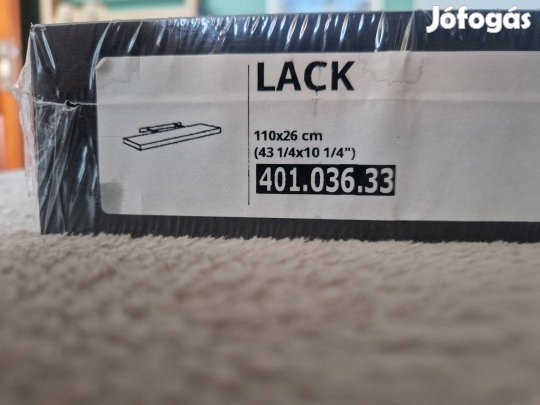 Jófogás
LACK
110x26 cm
(43 1/4x10 1/4")
401.036.33